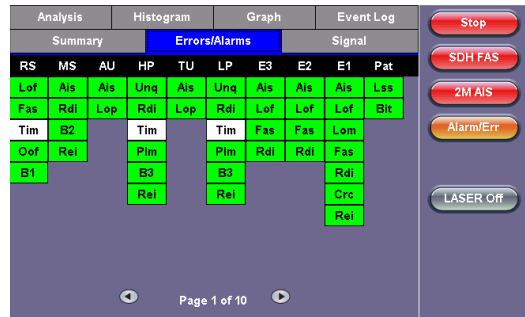 Analysis Histogram Graph Event Log
Summary Errors/Alarms Signal
RS MS AU HP TU LP E3 E2 E1 Pat
Lof Ais Ais Unq Ais Unq Ais Ais Ais Lss
Fas Rdi Lop Rdi Lop Rdi Lof Lof Lof Bit
Tim B2 Tim Tim Fas Fas Lom
Oof Rei Plm Plm Rdi Rdi Fas
B1 B3 B3 Rdi
Rei Rei Crc
Rei
Page 1 of 10
Stop
SDH FAS
2M AIS
Alarm/Err
LASER Off